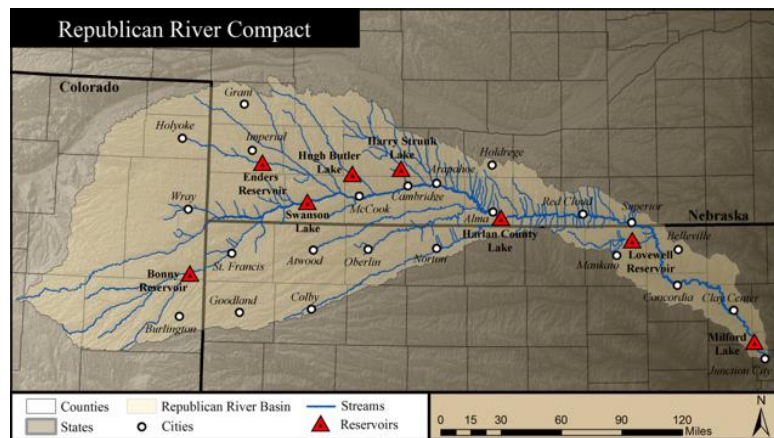 Republican River Compact
Colorado
Grant
Holyoke
Imperial
Enders
Reservoir
Hugh Butler
Lake
Harry Strunk
Lake
Arapahoe
Holdrege
Wray
Swanson
Lake
McCook
Cambridge
Alma
Harlan County
Lake
Red Cloud
Superior
Nebraska
Bonny
Reservoir
St. Francis
Atwood
Oberlin
Norton
Mankato
Lovewell
Reservoir
Belleville
Burlington
Goodland
Colby
Concordia
Clay Center
Milford
Lake
Junction City
Counties
Republican River Basin
Streams
States
Cities
Reservoirs
N
0 15 30 60 90 120
Miles